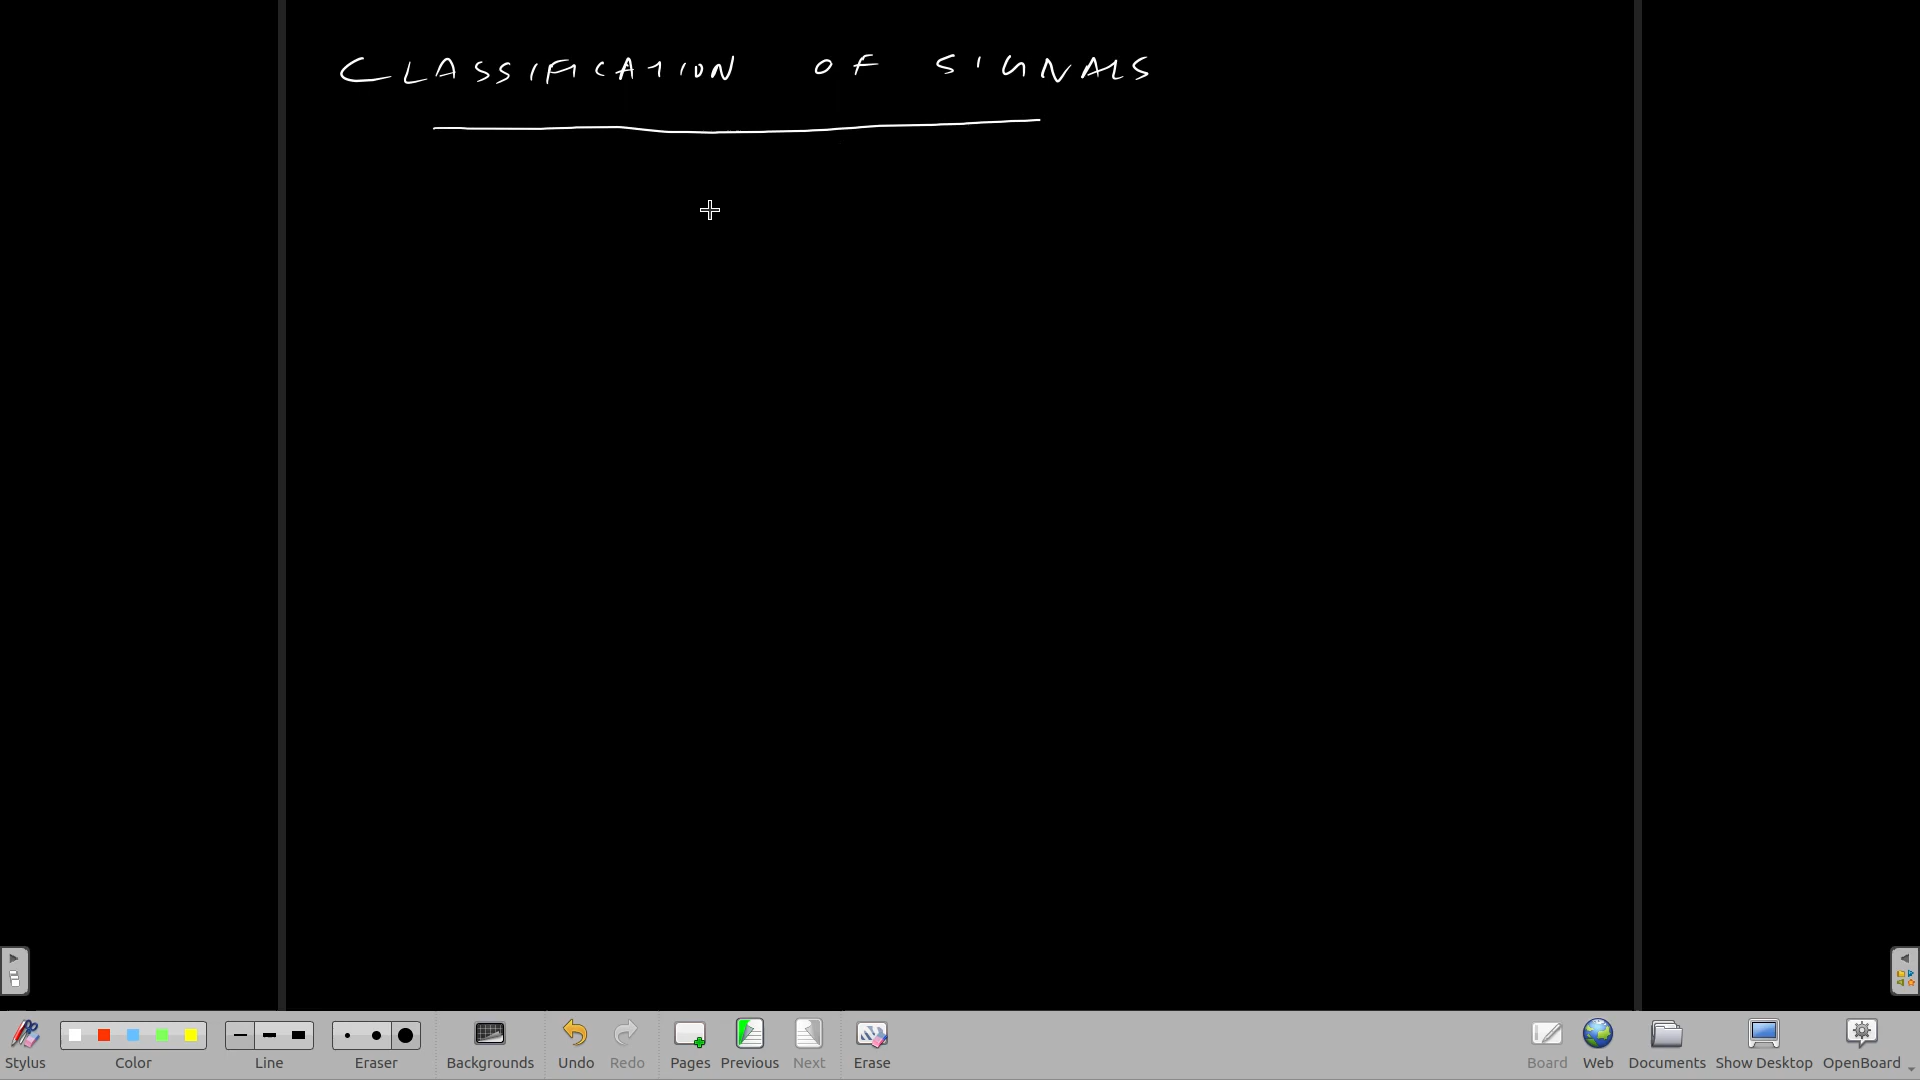 CLASSIFICATION OF SIGNALS
Stylus
Color
Line
Eraser
Backgrounds
Undo
Redo
Pages
Previous
Next
Erase
Board
Web
Documents
Show Desktop
OpenBoard